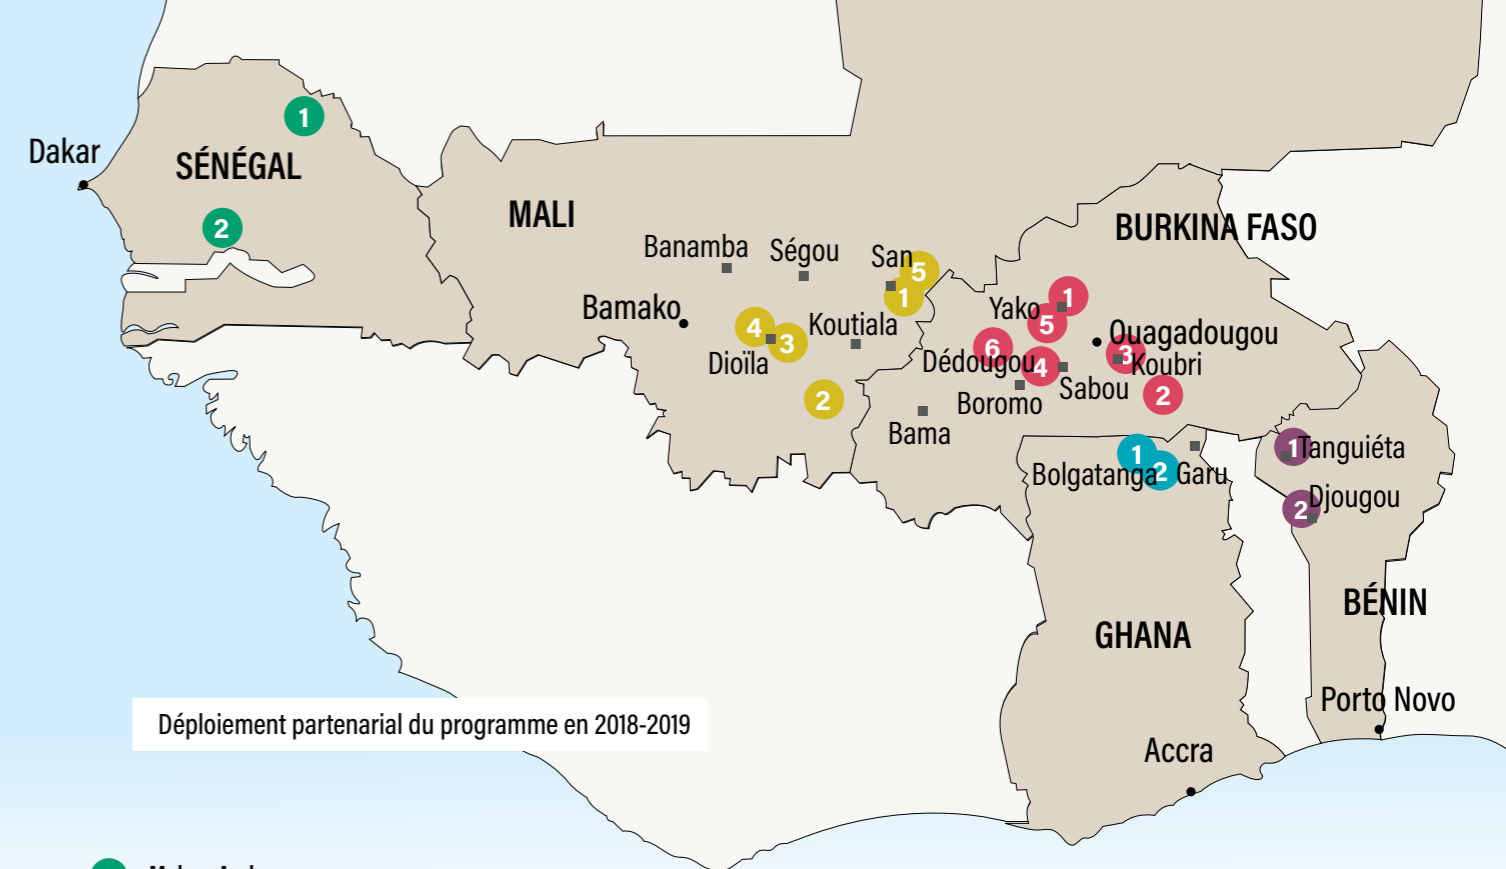 1
Dakar
SÉNÉGAL
2
MALI
BURKINA FASO
Banamba
Ségou
San
5
1
Bamako
4
3
Koutiala
Dioïla
2
Yako
1
5
Ouagadougou
6
Dédougou
4
3
Koubri
Sabou
2
Boromo
Bama
1
Bolgatanga
2
Garu
1
Tanguiéta
2
Djougou
BÉNIN
GHANA
Porto Novo
Accra
Déploiement partenarial du programme en 2018-2019